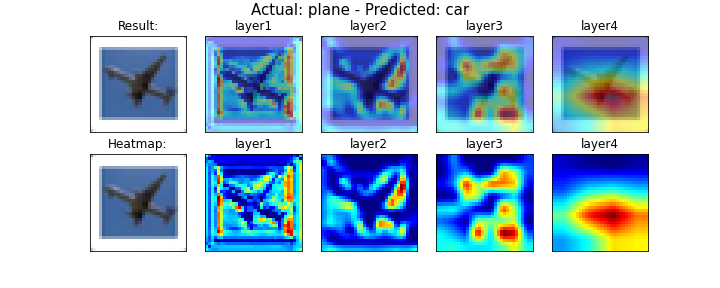 Actual: plane - Predicted: car
Result: layer1 layer2 layer3 layer4
Heatmap: layer1 layer2 layer3 layer4